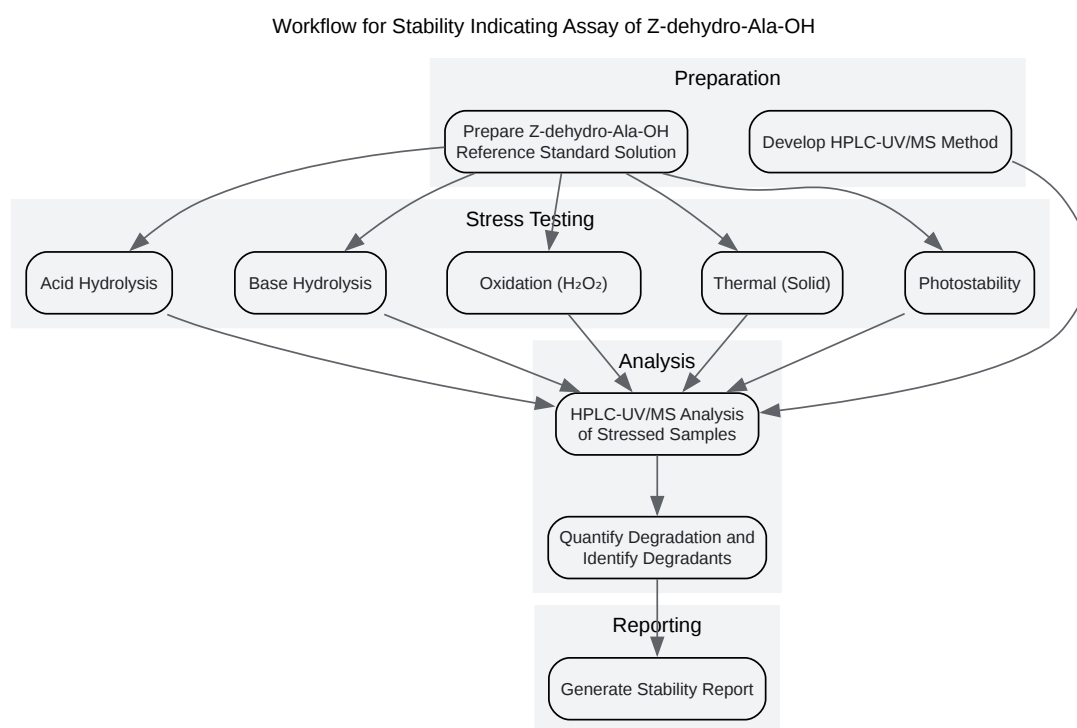 Workflow for Stability Indicating Assay of Z-dehydro-Ala-OH
Preparation
Prepare Z-dehydro-Ala-OH
Reference Standard Solution
Develop HPLC-UV/MS Method
Stress Testing
Acid Hydrolysis
Base Hydrolysis
Oxidation (H₂O₂)
Thermal (Solid)
Photostability
Analysis
HPLC-UV/MS Analysis
of Stressed Samples
Quantify Degradation and
Identify Degradants
Reporting
Generate Stability Report